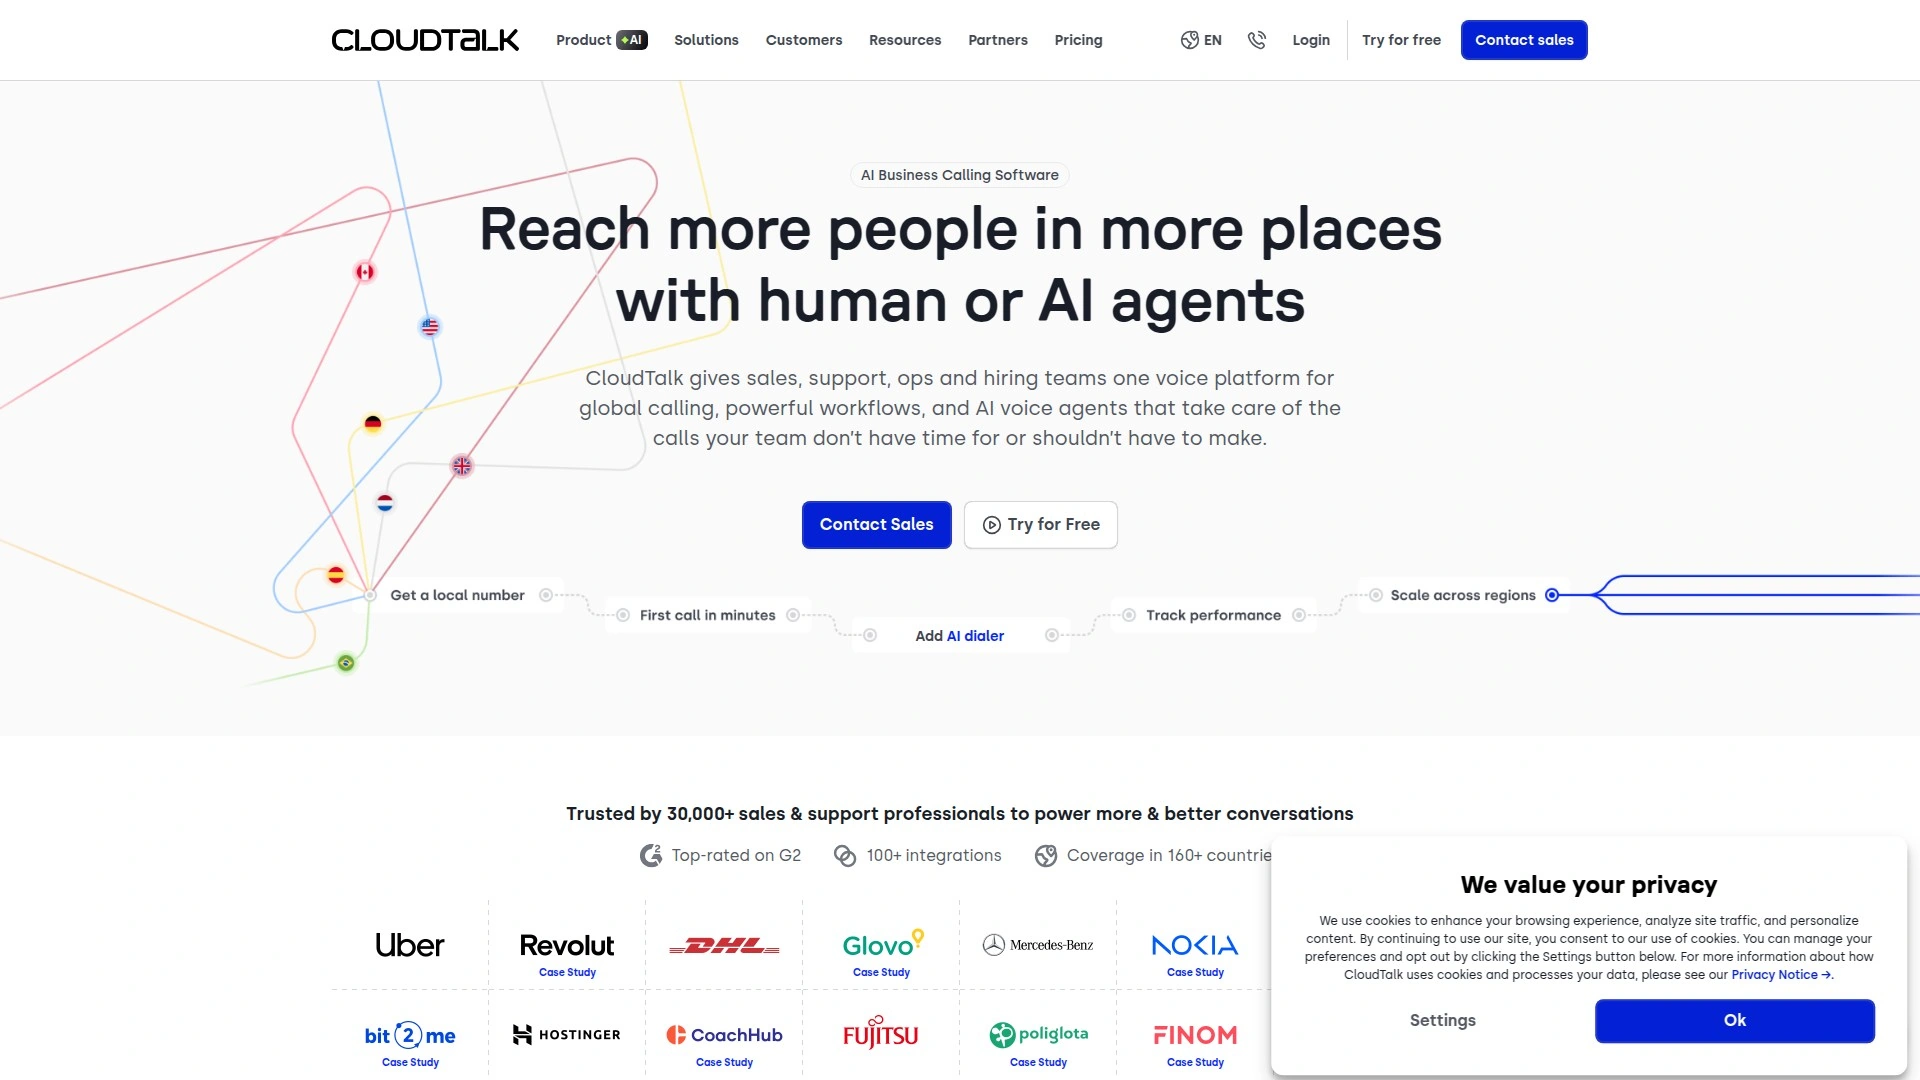 CLOUDTALK
Product AI
Solutions
Customers
Resources
Partners
Pricing
EN
Login
Try for free
Contact sales
AI Business Calling Software
Reach more people in more places
with human or AI agents
CloudTalk gives sales, support, ops and hiring teams one voice platform for
global calling, powerful workflows, and AI voice agents that take care of the
calls your team don't have time for or shouldn't have to make.
Contact Sales
Try for Free
Get a local number
First call in minutes
Add AI dialer
Track performance
Scale across regions
Trusted by 30,000+ sales & support professionals to power more & better conversations
Top-rated on G2
100+ integrations
Coverage in 160+ countrie
Uber
Revolut
Case Study
DHL
Glovo
Case Study
Mercedes-Benz
NOKIA
Case Study
bit2me
Case Study
HOSTINGER
CoachHub
Case Study
FUJITSU
poliglota
Case Study
FINOM
Case Study
We value your privacy
We use cookies to enhance your browsing experience, analyze site traffic, and personalize
content. By continuing to use our site, you consent to our use of cookies. You can manage your
preferences and opt out by clicking the Settings button below. For more information about how
CloudTalk uses cookies and processes your data, please see our Privacy Notice →.
Settings
Ok